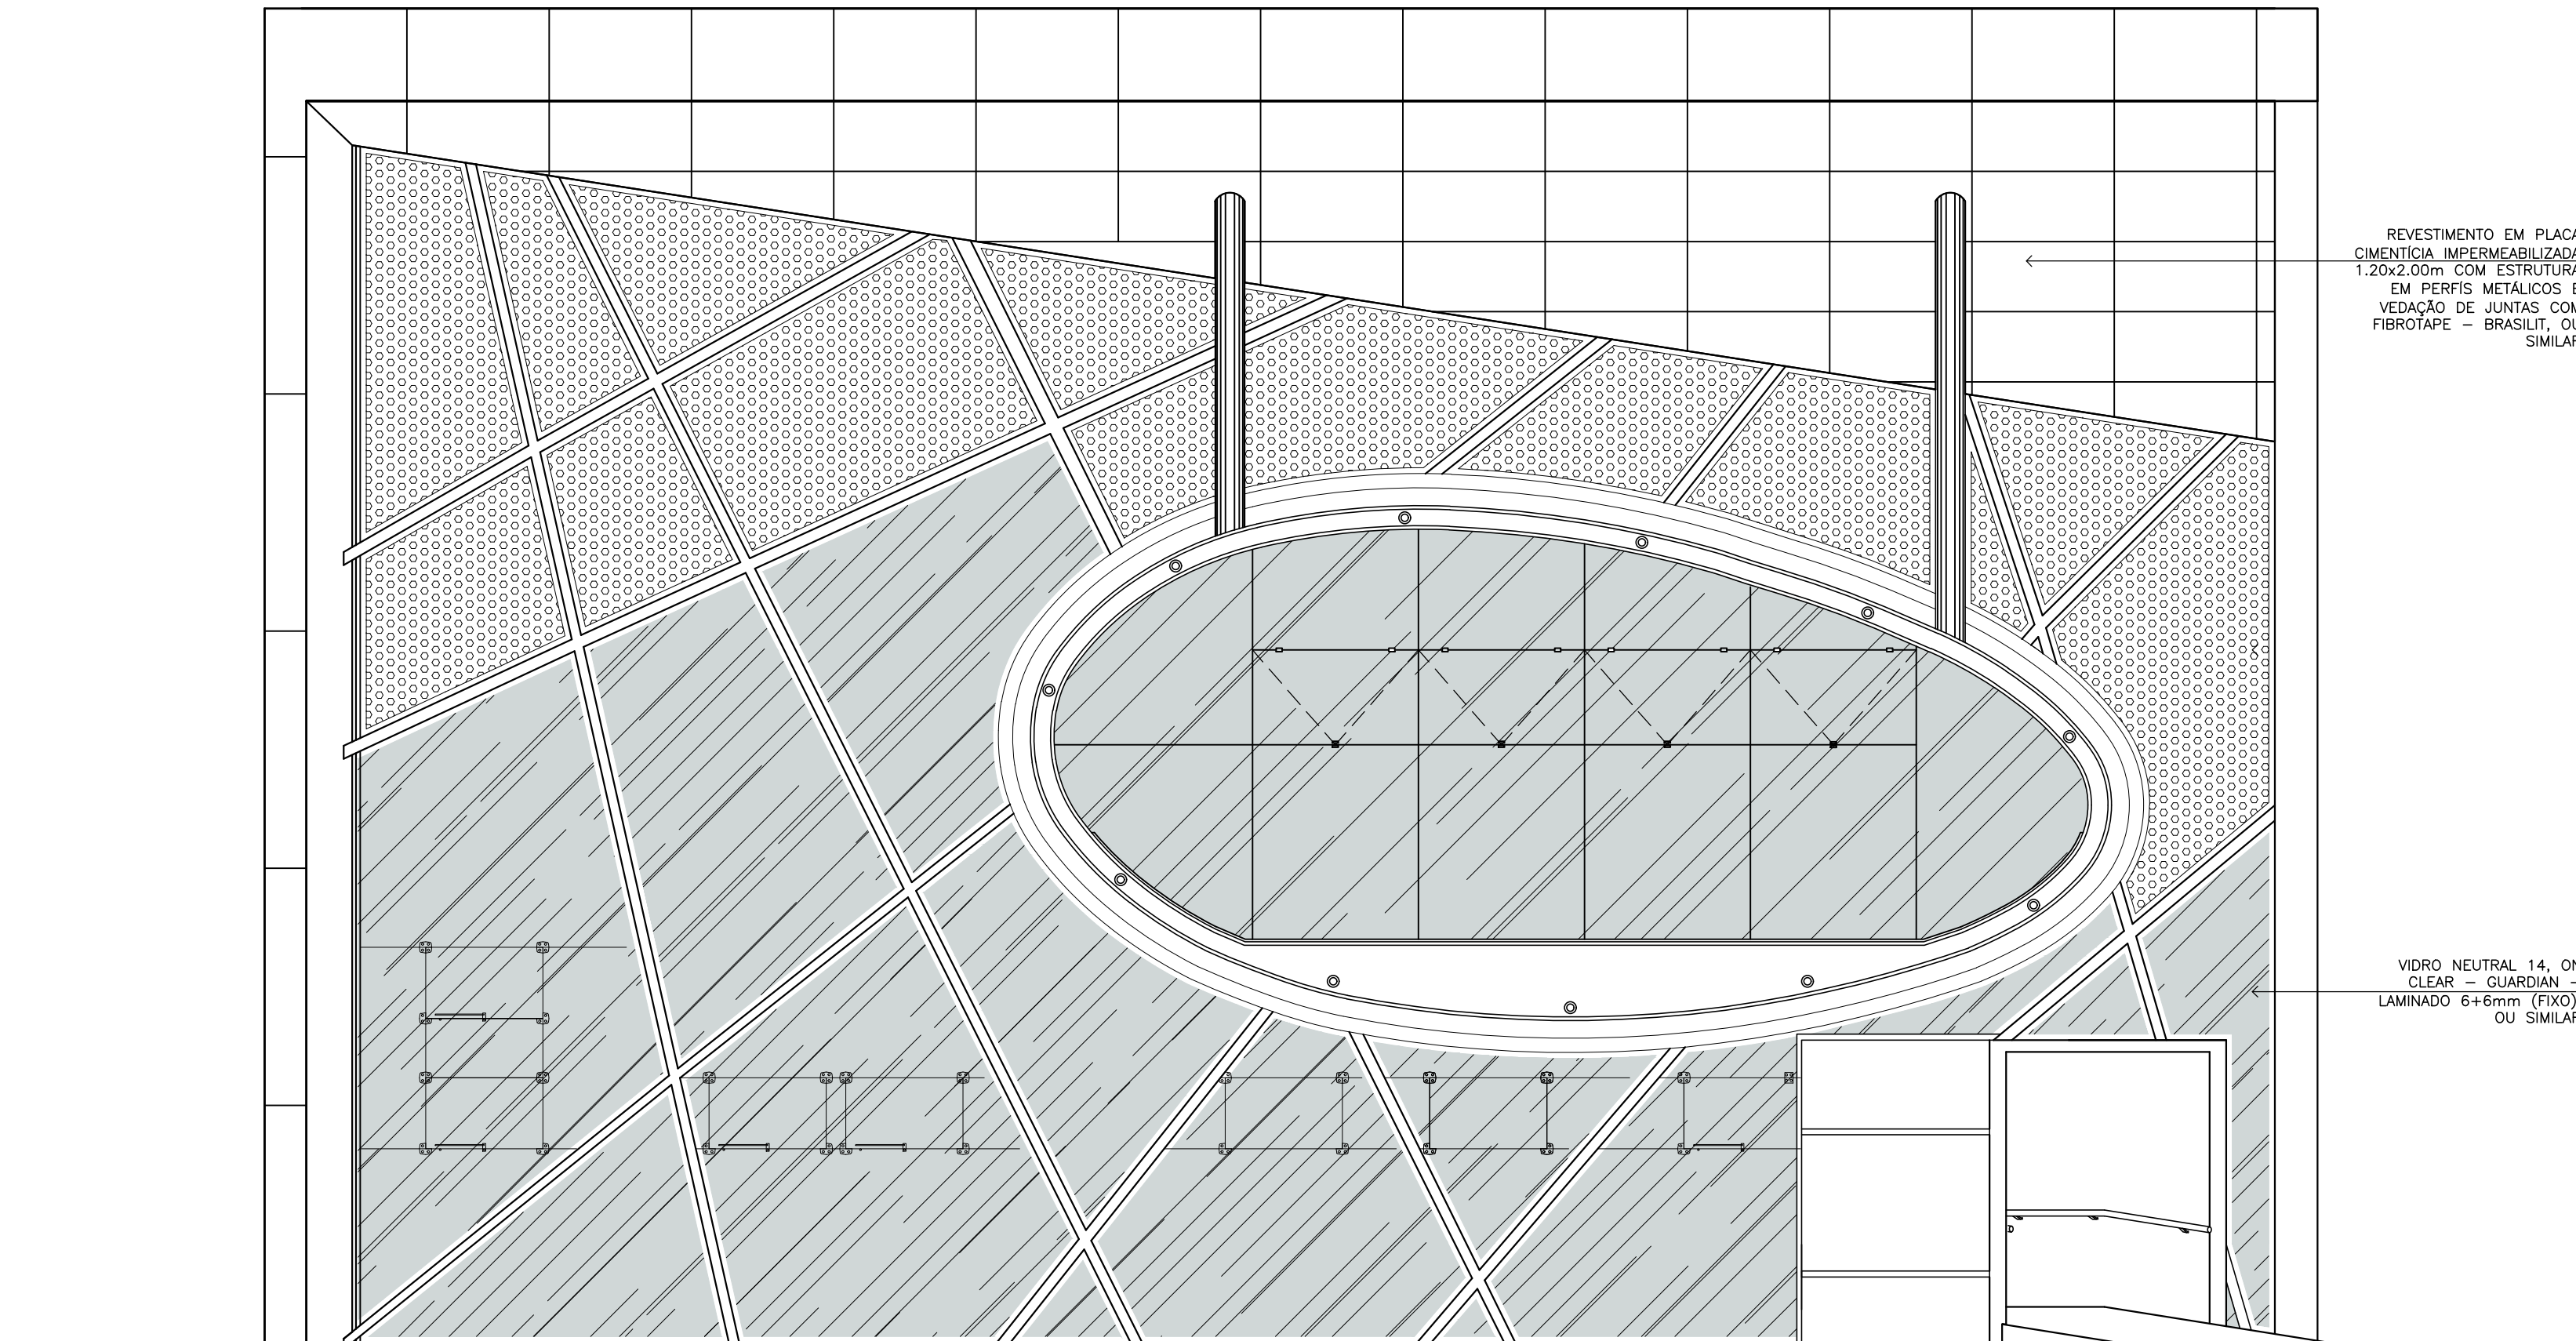 REVESTIMENTO EM PLACA
CIMENTÍCIA IMPERMEABILIZADA
1.20x2.00m COM ESTRUTURA
EM PERFÍS METÁLICOS E
VEDAÇÃO DE JUNTAS COM
FIBROTAPE – BRASILIT, OU
SIMILAR
VIDRO NEUTRAL 14, ON
CLEAR – GUARDIAN –
LAMINADO 6+6mm (FIXO)
OU SIMILAR